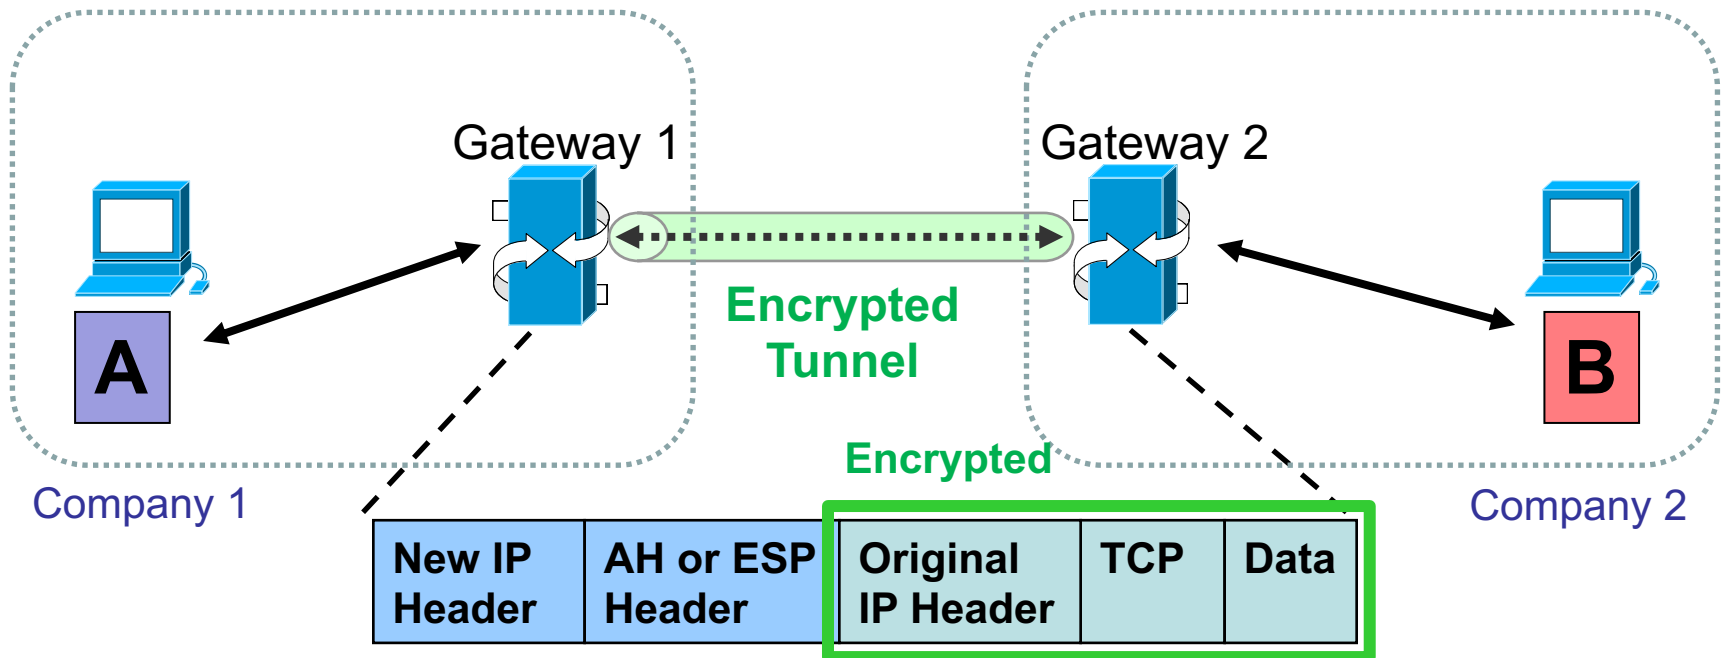 Gateway 1
Gateway 2
Encrypted
Tunnel
A
B
Encrypted
Company 1
Company 2
New IP
Header
AH or ESP
Header
Original
IP Header
TCP
Data